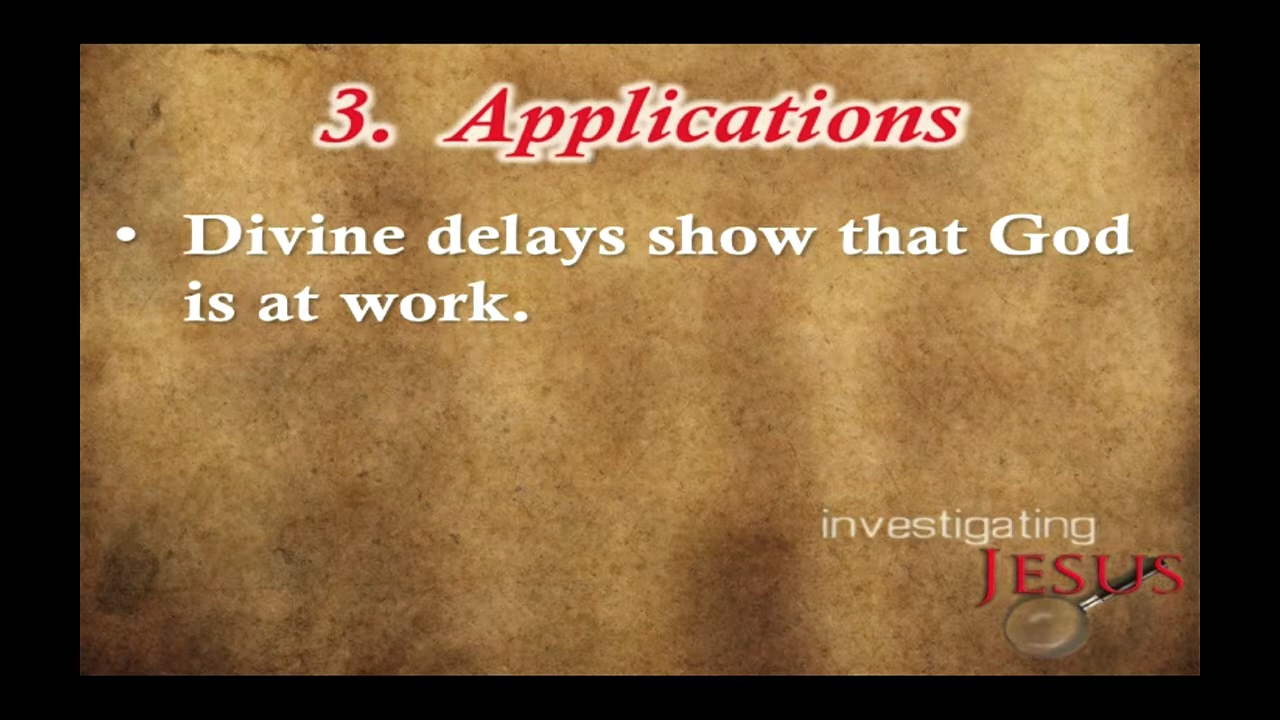 3. Applications
• Divine delays show that God
is at work.
investigating
JESUS